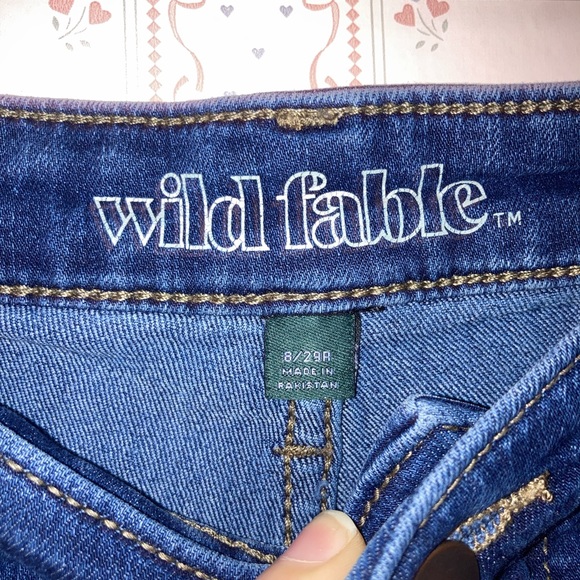 wild fable™
8/29R
MADE IN
PAKISTAN